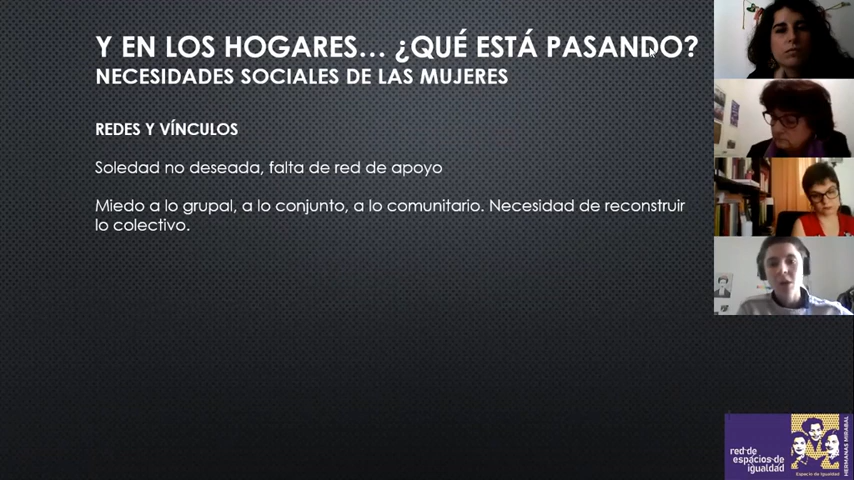 Y EN LOS HOGARES... ¿QUÉ ESTÁ PASANDO?
NECESIDADES SOCIALES DE LAS MUJERES
REDES Y VÍNCULOS
Soledad no deseada, falta de red de apoyo
Miedo a lo grupal, a lo conjunto, a lo comunitario. Necesidad de reconstruir
lo colectivo.
red de
espacios de
igualdad
Espacio de Igualdad
HERMANAS MIRABAL